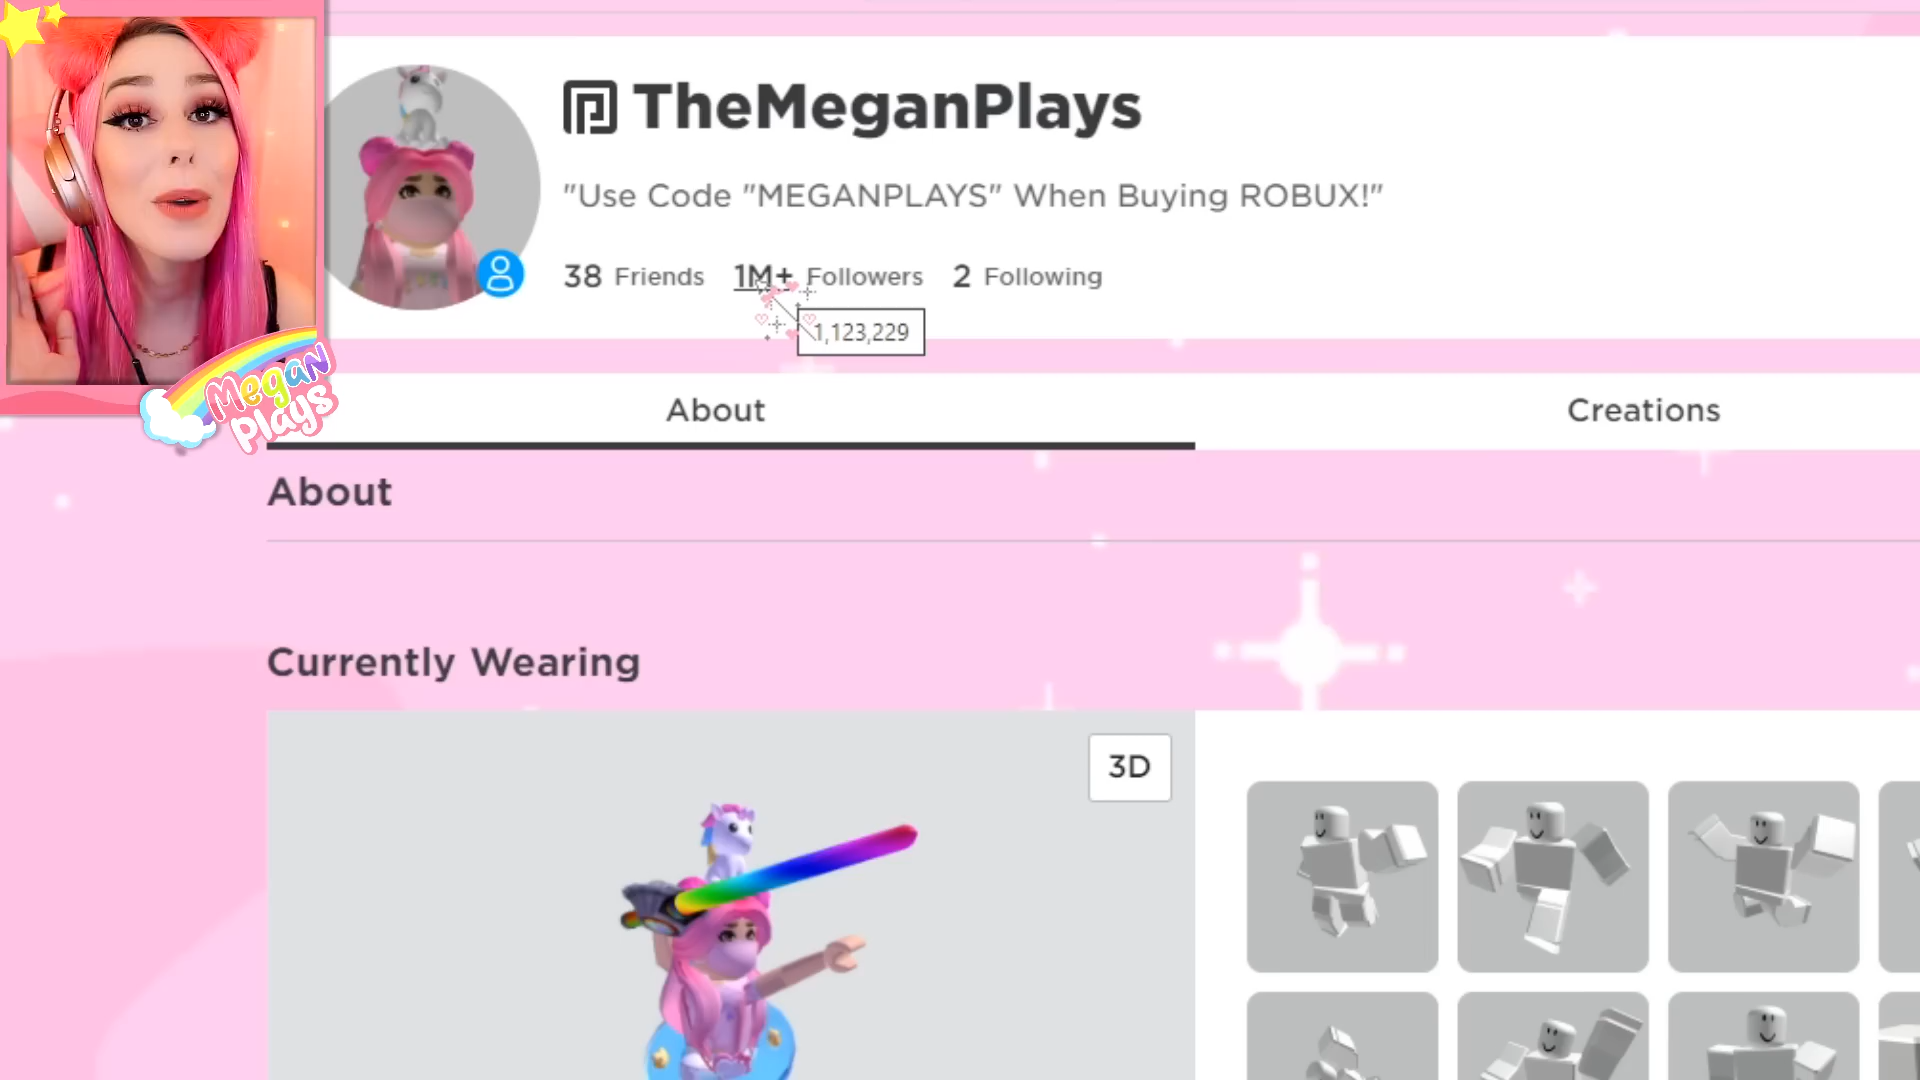 TheMeganPlays
"Use Code "MEGANPLAYS" When Buying ROBUX!"
38 Friends 1M+ Followers 2 Following
1,123,229
Megan
Plays
About Creations
About
Currently Wearing
3D